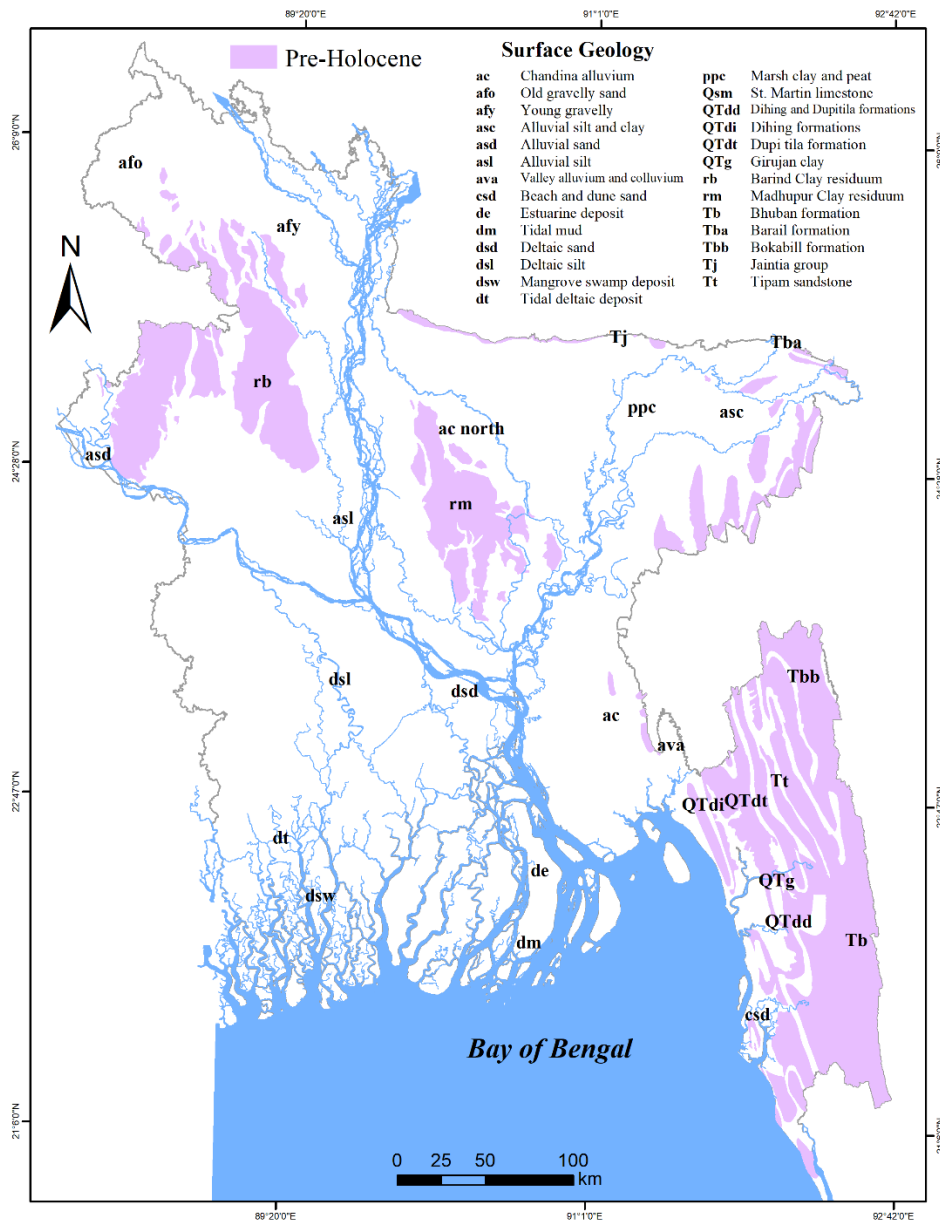 89°20'0"E 91°1'0"E 92°42'0"E
Pre-Holocene
Surface Geology
ac Chandina alluvium
afo Old gravelly sand
afy Young gravelly
asc Alluvial silt and clay
asd Alluvial sand
asl Alluvial silt
ava Valley alluvium and colluvium
csd Beach and dune sand
de Estuarine deposit
dm Tidal mud
dsd Deltaic sand
dsl Deltaic silt
dsw Mangrove swamp deposit
dt Tidal deltaic deposit
ppc Marsh clay and peat
Qsm St. Martin limestone
QTdd Dihing and Dupitila formations
QTdi Dihing formations
QTdt Dupi tila formation
QTg Girujan clay
rb Barind Clay residuum
rm Madhupur Clay residuum
Tb Bhuban formation
Tba Barail formation
Tbb Bokabill formation
Tj Jaintia group
Tt Tipam sandstone
26°9'0"N
afo
afy
N
Tj
Tba
rb
ppc
asc
ac north
asd
24°28'0"N
rm
asl
dsl
dsd
Tbb
ac
ava
Tt
QTdi
QTdt
22°47'0"N
22°47'0"N
dt
de
QTg
dsw
QTdd
dm
Tb
csd
Bay of Bengal
21°6'0"N
0 25 50 100
km
89°20'0"E 91°1'0"E 92°42'0"E